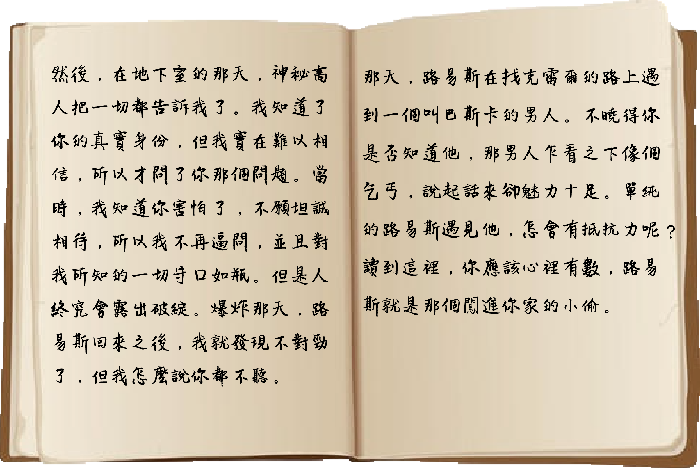 然後，在地下室的那天，神秘高
人把一切都告訴我了。我知道了
你的真實身份，但我實在難以相
信，所以才問了你那個問題。當
時，我知道你害怕了，不願坦誠
相待，所以我不再逼問，並且對
我所知的一切守口如瓶。但是人
終究會露出破綻。爆炸那天，路
易斯回來之後，我就發現不對勁
了，但我怎麼說你都不聽。
那天，路易斯在找克雷爾的路上遇
到一個叫巴斯卡的男人。不曉得你
是否知道他，那男人乍看之下像個
乞丐，說起話來卻魅力十足。單純
的路易斯遇見他，怎會有抵抗力呢？
讀到這裡，你應該心裡有數，路易
斯就是那個闖進你家的小偷。